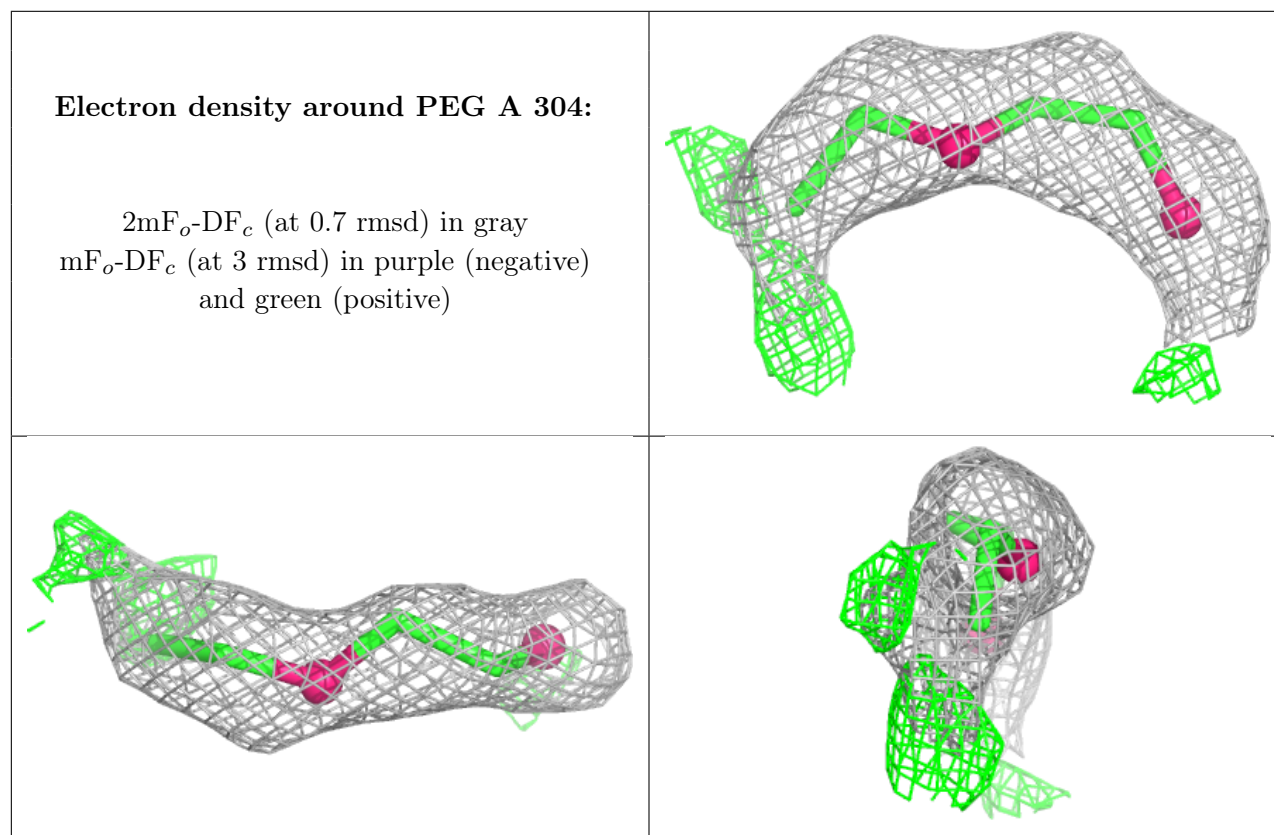 Electron density around PEG A 304:
2mFo-DFc (at 0.7 rmsd) in gray
mFo-DFc (at 3 rmsd) in purple (negative)
and green (positive)